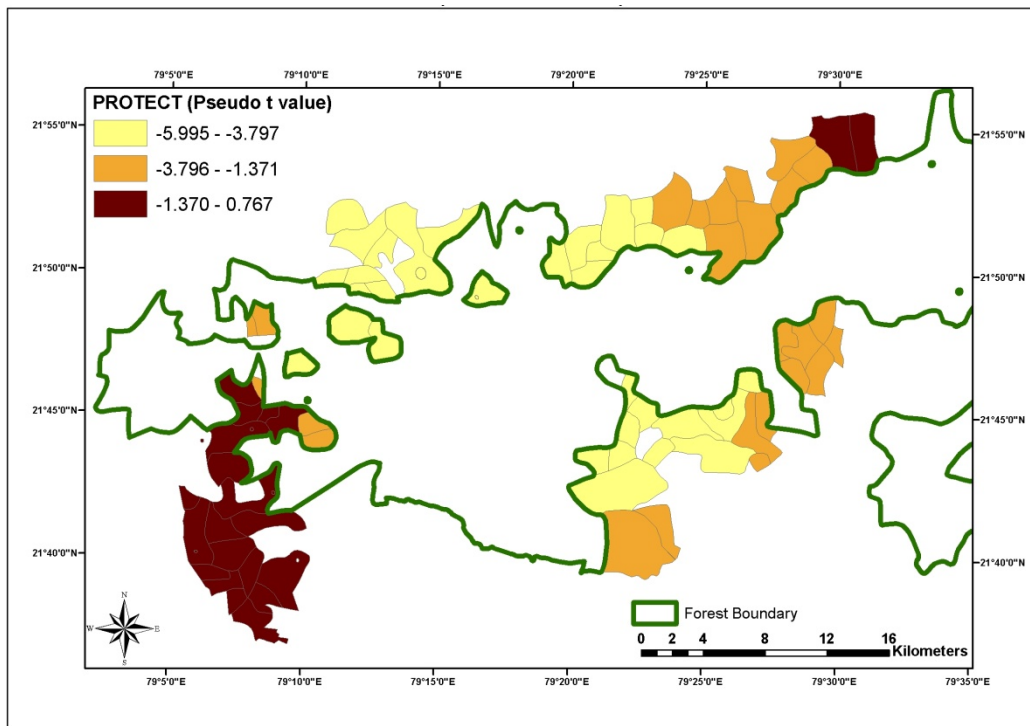 79°5'0"E 79°10'0"E 79°15'0"E 79°20'0"E 79°25'0"E 79°30'0"E
PROTECT (Pseudo t value)
-5.995 - -3.797
-3.796 - -1.371
-1.370 - 0.767
21°55'0"N 21°55'0"N
21°50'0"N 21°50'0"N
21°45'0"N 21°45'0"N
21°40'0"N 21°40'0"N
N
W E
S
Forest Boundary
0 2 4 8 12 16
Kilometers
79°5'0"E 79°10'0"E 79°15'0"E 79°20'0"E 79°25'0"E 79°30'0"E 79°35'0"E